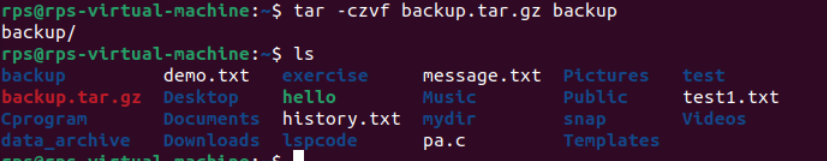 rps@rps-virtual-machine:~$ tar -czvf backup.tar.gz backup
backup/
rps@rps-virtual-machine:~$ ls
backup demo.txt exercise message.txt Pictures test
backup.tar.gz Desktop hello Music Public test1.txt
Cprogram Documents history.txt mydir snap Videos
data_archive Downloads lspcode pa.c Templates
rps@rps-virtual-machine:~$